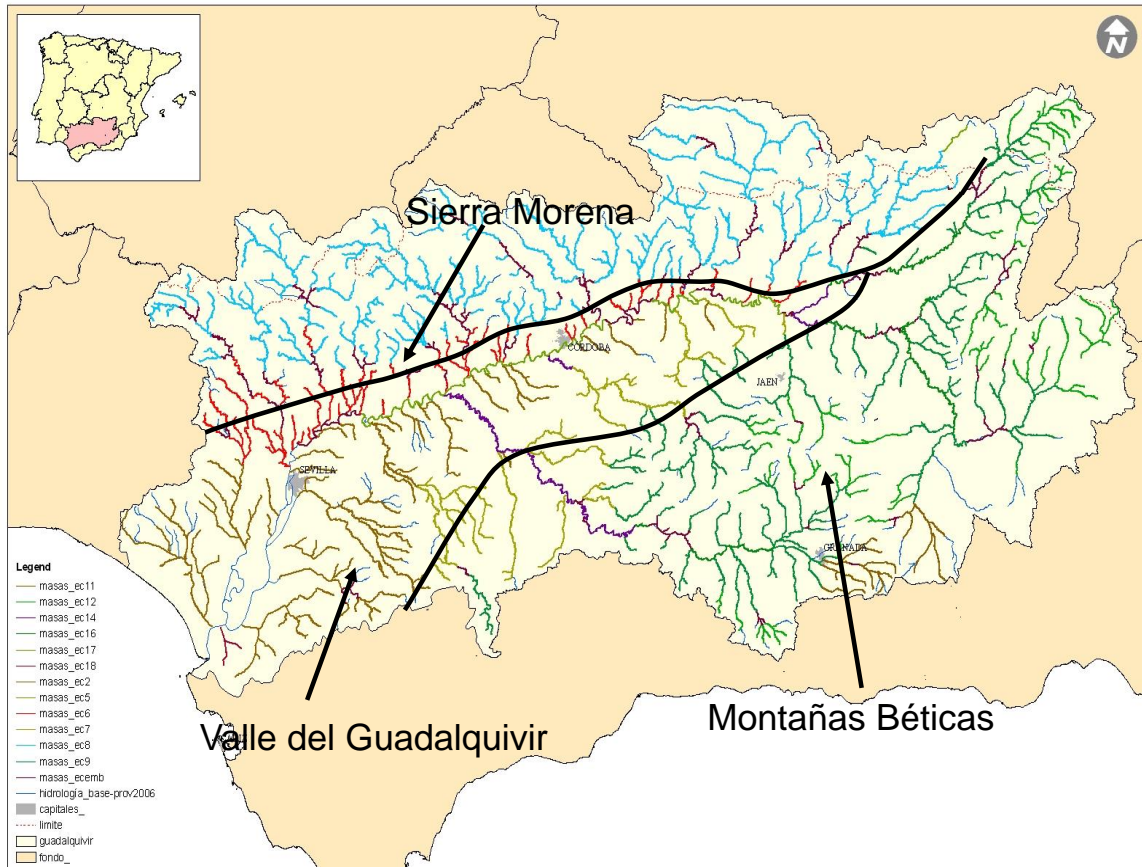 N
Sierra Morena
CORDOBA
JAEN
SEVILLA
GRANADA
Valle del Guadalquivir
Montañas Béticas
Legend
masas_ec11
masas_ec12
masas_ec14
masas_ec16
masas_ec17
masas_ec18
masas_ec2
masas_ec5
masas_ec6
masas_ec7
masas_ec8
masas_ec9
masas_ecemb
hidrología_base-prov2006
capitales_
limite
guadalquivir
fondo_